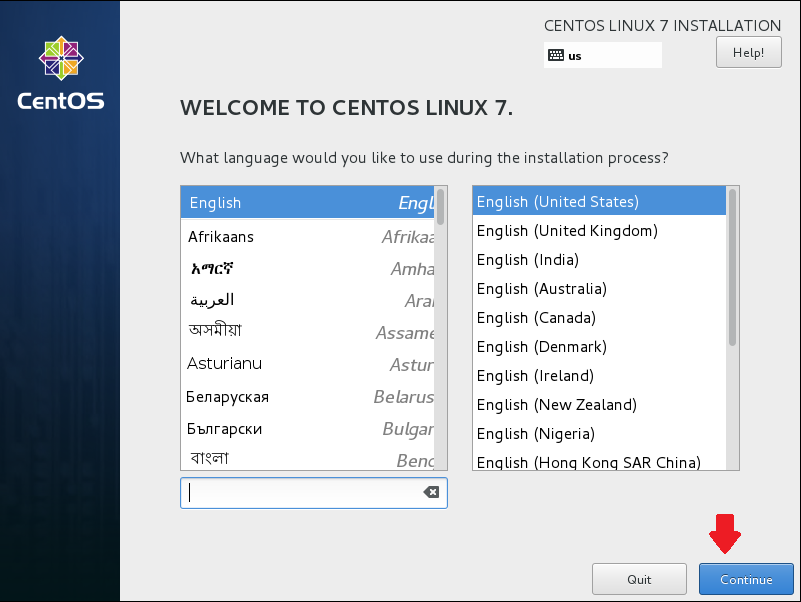 CENTOS LINUX 7 INSTALLATION
us
Help!
CentOS
WELCOME TO CENTOS LINUX 7.
What language would you like to use during the installation process?
English Engl
Afrikaans Afrikaa
አማርኛ Amha
العربية Ara
অসমীয়া Assame
Asturianu Astur
Беларуская Belarus
Български Bulgar
বাংলা Beng
English (United States)
English (United Kingdom)
English (India)
English (Australia)
English (Canada)
English (Denmark)
English (Ireland)
English (New Zealand)
English (Nigeria)
English (Hong Kong SAR China)
Quit
Continue